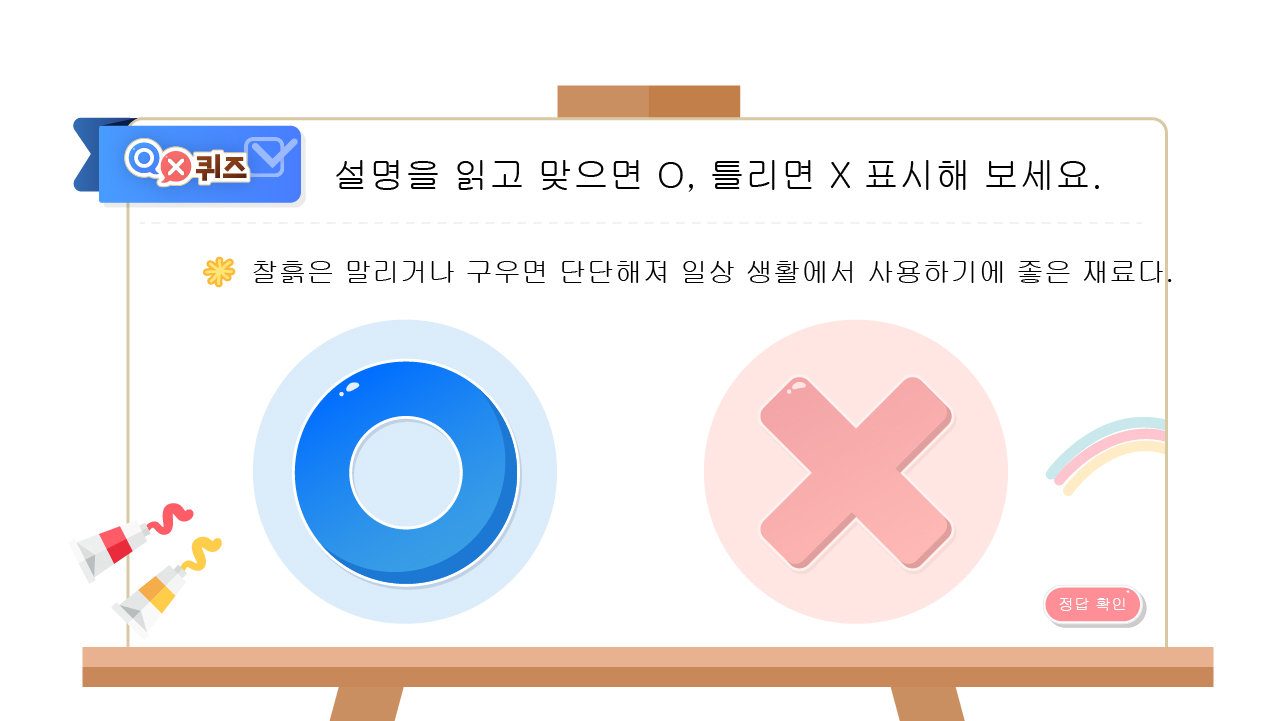 OX퀴즈
설명을 읽고 맞으면 O, 틀리면 X 표시해 보세요.
찰흙은 말리거나 구우면 단단해져 일상 생활에서 사용하기에 좋은 재료다.
정답 확인